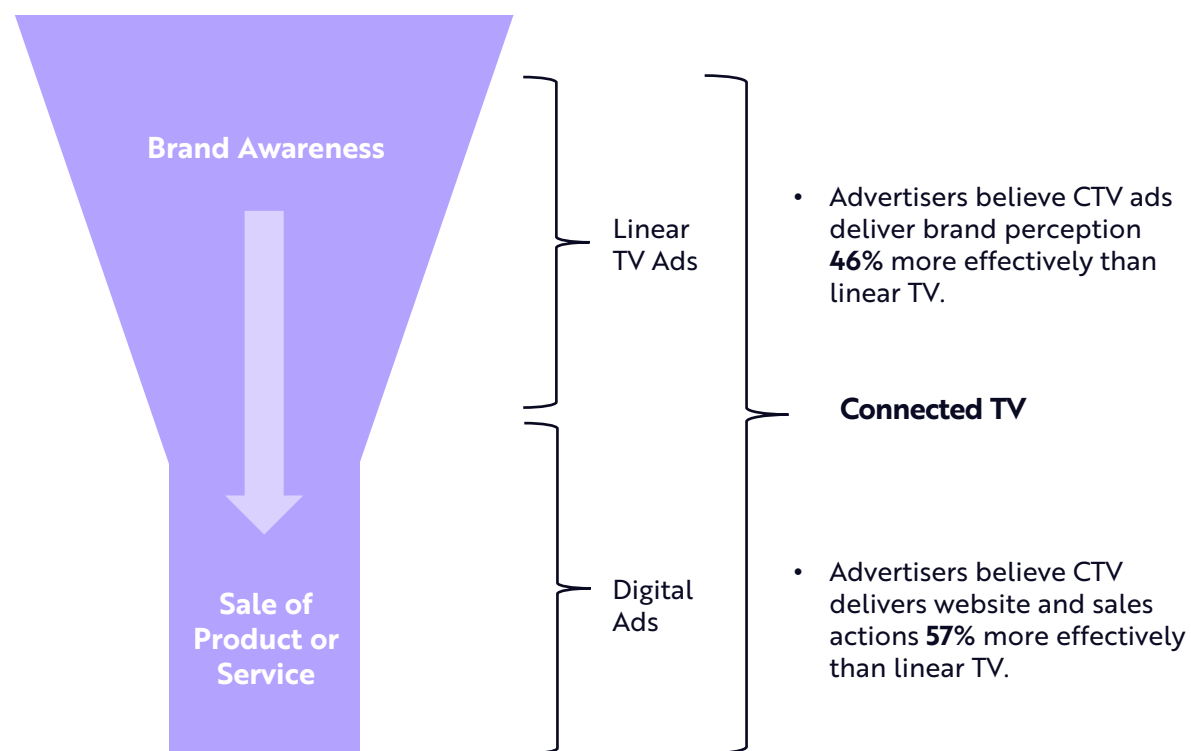 Brand Awareness
Sale of
Product or
Service
Linear
TV Ads
Digital
Ads
• Advertisers believe CTV ads
deliver brand perception
46% more effectively than
linear TV.
Connected TV
• Advertisers believe CTV
delivers website and sales
actions 57% more effectively
than linear TV.